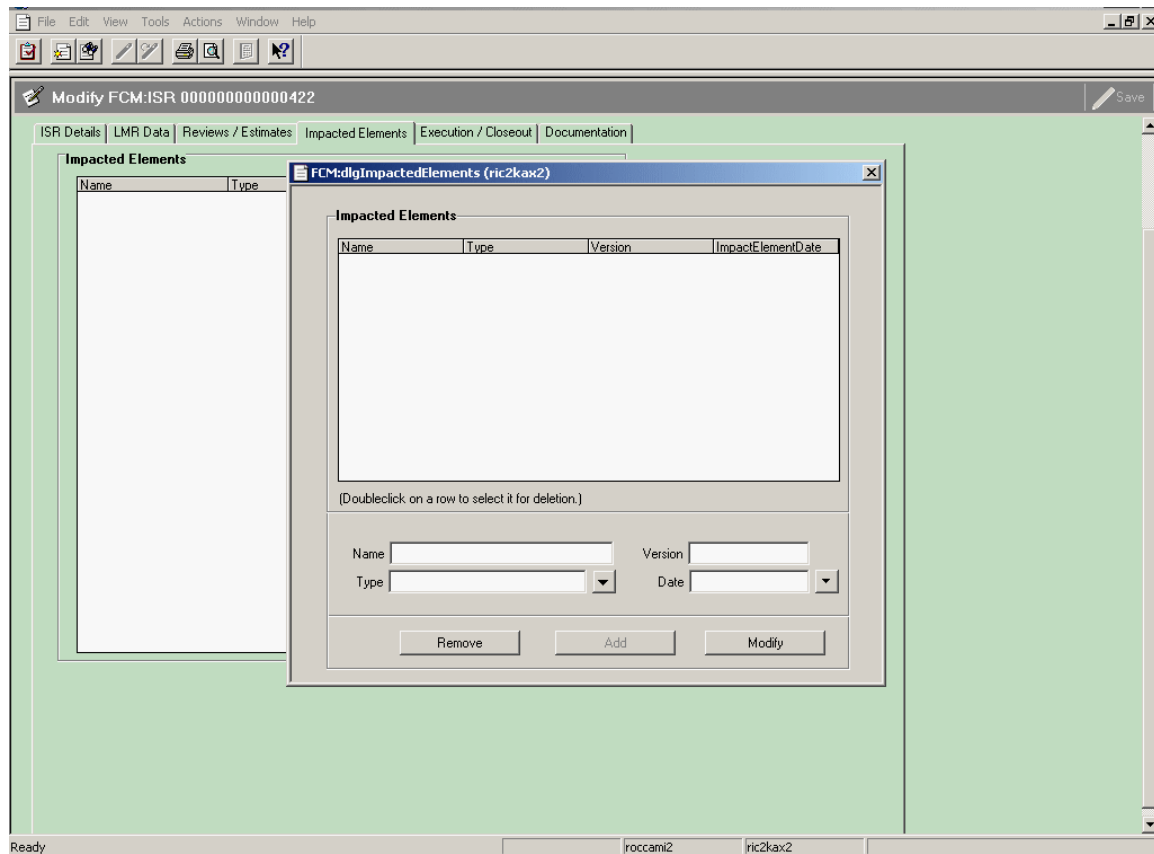 File Edit View Tools Actions Window Help
Modify FCM:ISR 000000000000422
Save
ISR Details LMR Data Reviews / Estimates Impacted Elements Execution / Closeout Documentation
Impacted Elements
Name Type
FCM:dlgImpactedElements (ric2kax2)
Impacted Elements
Name Type Version ImpactElementDate
(Doubleclick on a row to select it for deletion.)
Name Version
Type Date
Remove Add Modify
Ready roccami2 ric2kax2